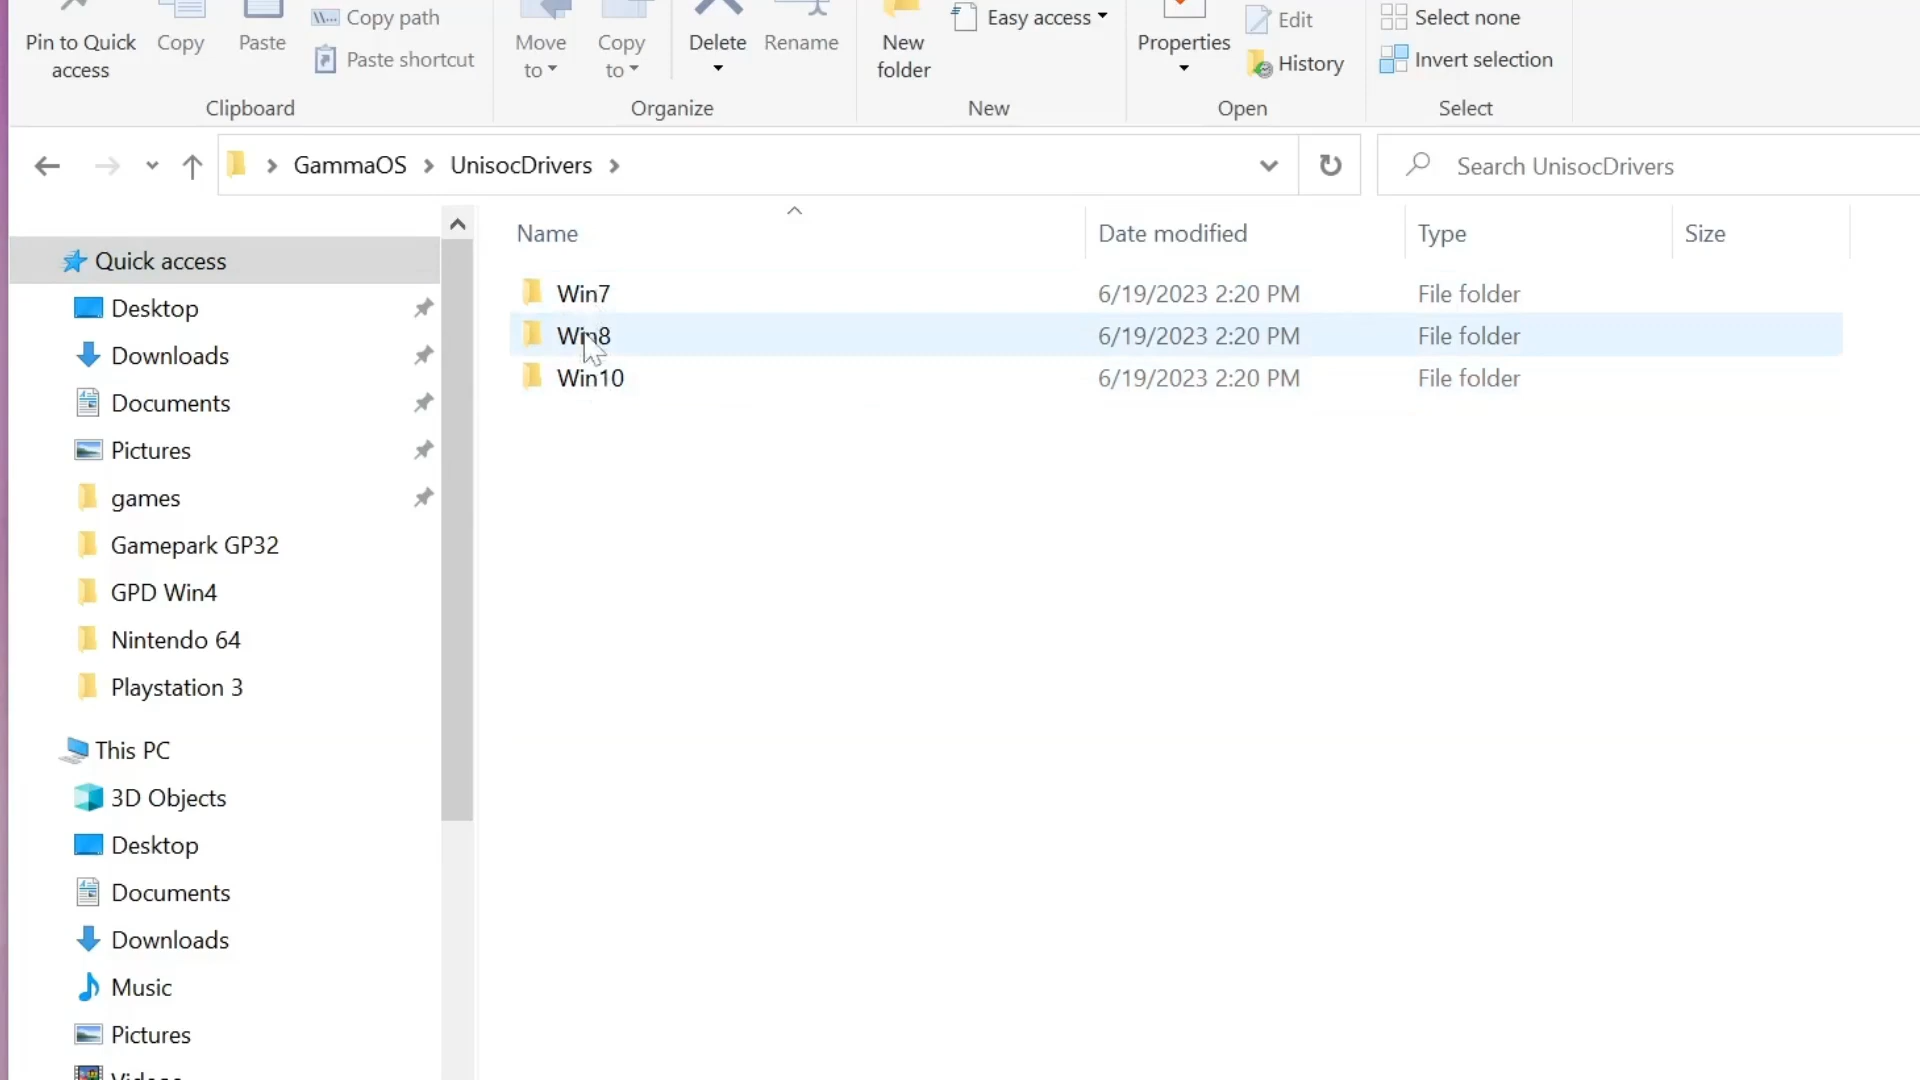 Copy path
Easy access
Edit
Select none
Pin to Quick access
Copy
Paste
Paste shortcut
Move to
Copy to
Delete
Rename
New folder
Properties
History
Invert selection
Clipboard
Organize
New
Open
Select
GammaOS
UnisocDrivers
Search UnisocDrivers
Name
Date modified
Type
Size
Win7 6/19/2023 2:20 PM File folder
Win8 6/19/2023 2:20 PM File folder
Win10 6/19/2023 2:20 PM File folder
Quick access
Desktop
Downloads
Documents
Pictures
games
Gamepark GP32
GPD Win4
Nintendo 64
Playstation 3
This PC
3D Objects
Desktop
Documents
Downloads
Music
Pictures
Videos